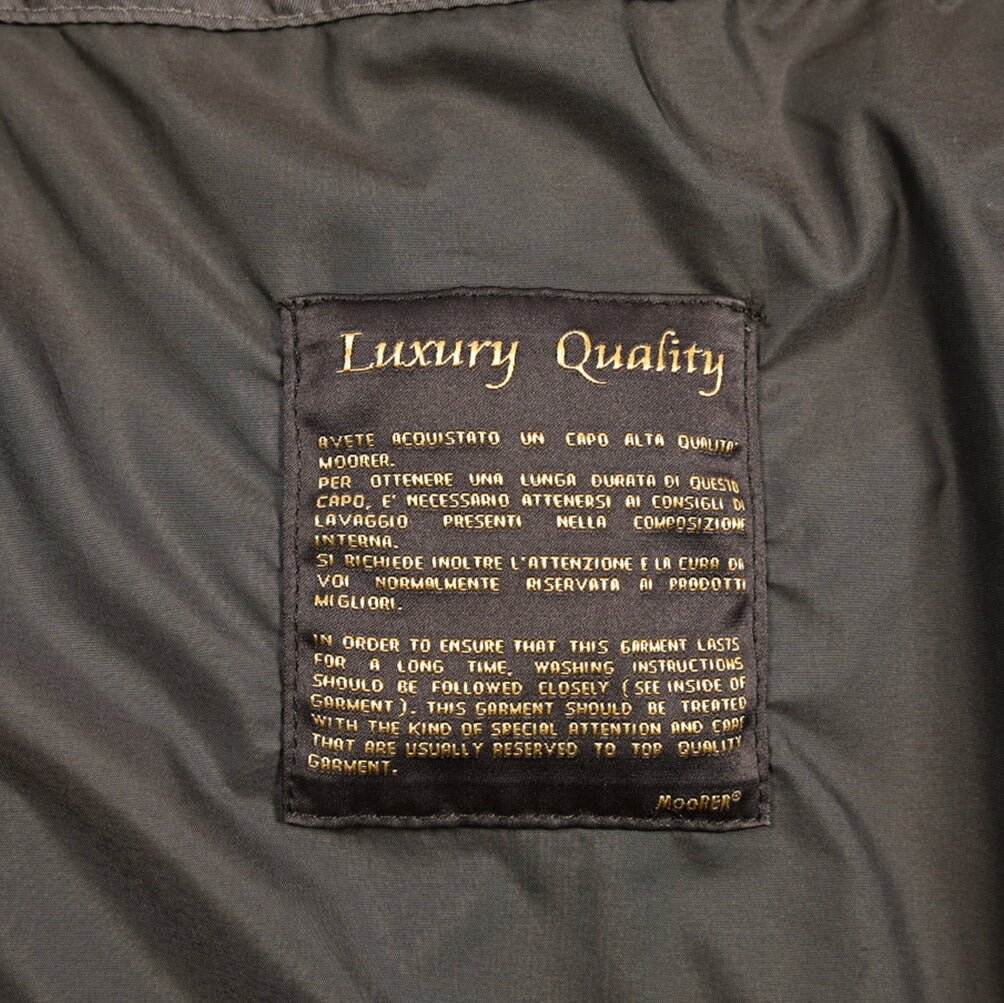 Luxury Quality
AVETE ACQUISTATO UN CAPO ALTA QUALITA'
MOORER.
PER OTTENERE UNA LUNGA DURATA DI QUESTO
CAPO, E' NECESSARIO ATTENERSI AI CONSIGLI DI
LAVAGGIO PRESENTI NELLA COMPOSIZIONE
INTERNA.
SI RICHIEDE INOLTRE L'ATTENZIONE E LA CURA DA
VOI NORMALMENTE RISERVATA AI PRODOTTI
MIGLIORI.
IN ORDER TO ENSURE THAT THIS GARMENT LASTS
FOR A LONG TIME, WASHING INSTRUCTIONS
SHOULD BE FOLLOWED CLOSELY (SEE INSIDE OF
GARMENT). THIS GARMENT SHOULD BE TREATED
WITH THE KIND OF SPECIAL ATTENTION AND CARE
THAT ARE USUALLY RESERVED TO TOP QUALITY
GARMENT.
MOORER®